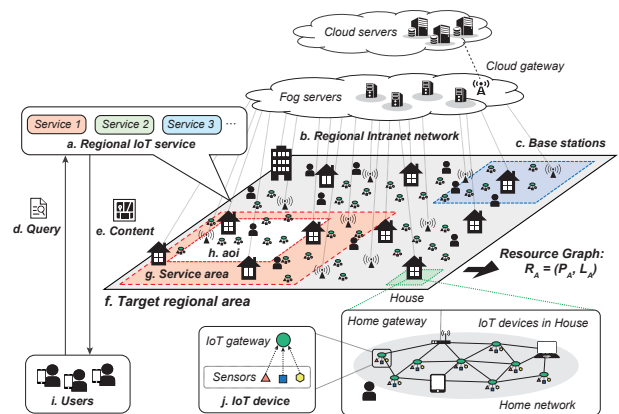 Cloud servers
Cloud gateway
Fog servers
Service 1 Service 2 Service 3 ...
a. Regional IoT service
b. Regional Intranet network
c. Base stations
d. Query
e. Content
h. aoi
g. Service area
f. Target regional area
Resource Graph:
R_A = (P_A, L_A)
House
Home gateway
IoT devices in House
Home network
IoT gateway
Sensors
j. IoT device
i. Users